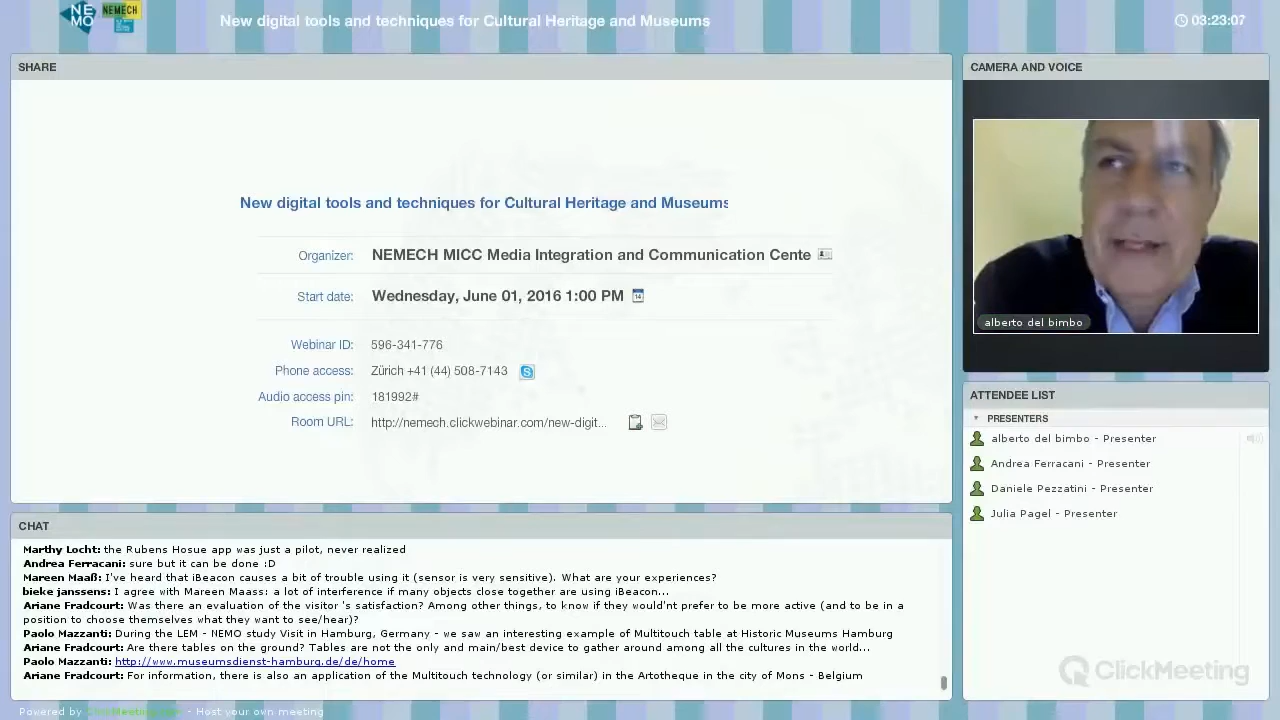 NE
MO
NEMECH
New digital tools and techniques for Cultural Heritage and Museums
03:23:07
SHARE
New digital tools and techniques for Cultural Heritage and Museums
Organizer: NEMECH MICC Media Integration and Communication Cente
Start date: Wednesday, June 01, 2016 1:00 PM
14
Webinar ID: 596-341-776
Phone access: Zürich +41 (44) 508-7143
Audio access pin: 181992#
Room URL: http://nemech.clickwebinar.com/new-digit...
CAMERA AND VOICE
alberto del bimbo
ATTENDEE LIST
PRESENTERS
alberto del bimbo - Presenter
Andrea Ferracani - Presenter
Daniele Pezzatini - Presenter
Julia Pagel - Presenter
CHAT
Marthy Locht: the Rubens Hosue app was just a pilot, never realized
Andrea Ferracani: sure but it can be done :D
Mareen Maaß: I've heard that iBeacon causes a bit of trouble using it (sensor is very sensitive). What are your experiences?
bieke janssens: I agree with Mareen Maass: a lot of interference if many objects close together are using iBeacon...
Ariane Fradcourt: Was there an evaluation of the visitor 's satisfaction? Among other things, to know if they would'nt prefer to be more active (and to be in a
position to choose themselves what they want to see/hear)?
Paolo Mazzanti: During the LEM - NEMO study Visit in Hamburg, Germany - we saw an interesting example of Multitouch table at Historic Museums Hamburg
Ariane Fradcourt: Are there tables on the ground? Tables are not the only and main/best device to gather around among all the cultures in the world...
Paolo Mazzanti: http://www.museumsdienst-hamburg.de/de/home
Ariane Fradcourt: For information, there is also an application of the Multitouch technology (or similar) in the Artotheque in the city of Mons - Belgium
ClickMeeting
Powered by - Host your own meeting